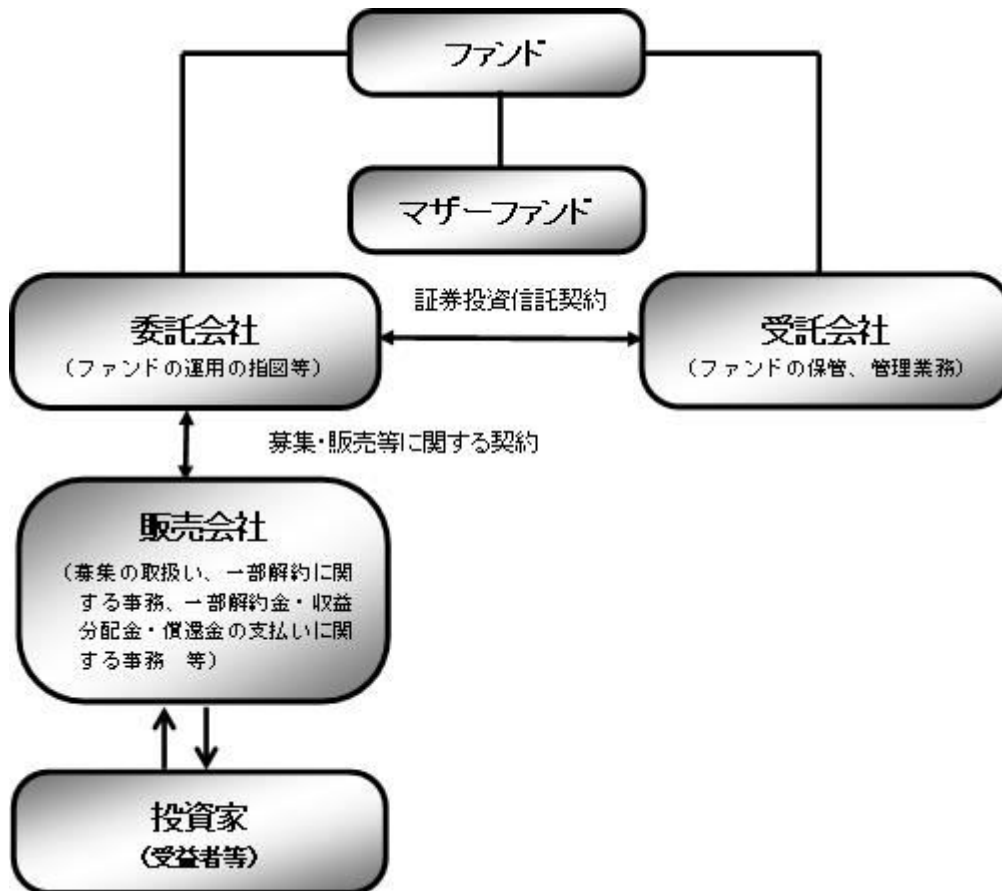 ファンド
マザーファンド
証券投資信託契約
委託会社
（ファンドの運用の指図等）
受託会社
（ファンドの保管、管理業務）
募集・販売等に関する契約
販売会社
（募集の取扱い、一部解約に関
する事務、一部解約金・収益
分配金・償還金の支払いに関
する事務　等）
投資家
（受益者等）